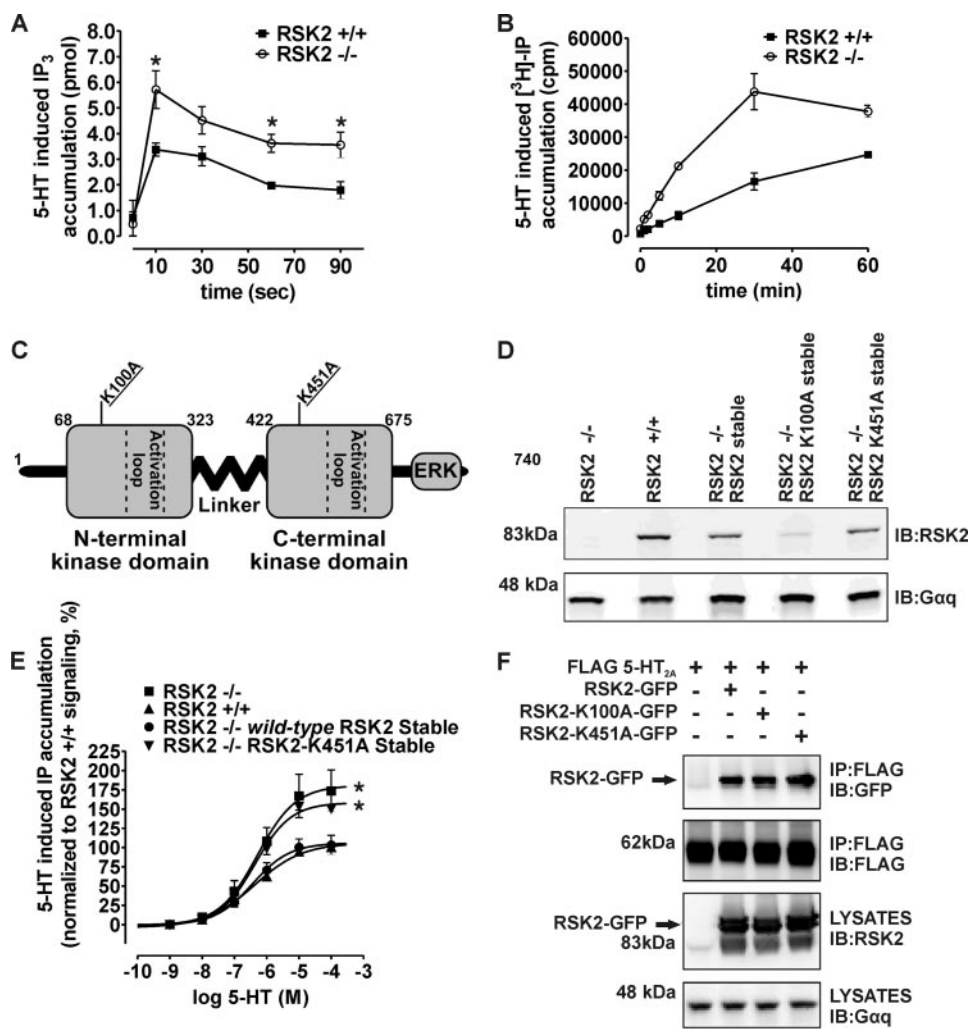 A
5-HT induced IP3
accumulation (pmol)
RSK2 +/+
RSK2 -/-
9.0
8.0
7.0
6.0
5.0
4.0
3.0
2.0
1.0
0.0
*
*
*
10 30 50 70 90
time (sec)
B
5-HT induced [³H]-IP
accumulation (cpm)
RSK2 +/+
RSK2 -/-
60000
50000
40000
30000
20000
10000
0
0 20 40 60
time (min)
C
K100A
K451A
68
323
422
675
1
740
Activation
loop
Activation
loop
Linker
ERK
N-terminal
kinase domain
C-terminal
kinase domain
D
RSK2 -/-
RSK2 +/+
RSK2 -/-
RSK2 stable
RSK2 -/-
RSK2 K100A stable
RSK2 -/-
RSK2 K451A stable
83kDa
IB:RSK2
48 kDa
IB:Gαq
E
5-HT induced IP accumulation
(normalized to RSK2 +/+ signaling, %)
RSK2 -/-
RSK2 +/+
RSK2 -/- wild-type RSK2 Stable
RSK2 -/- RSK2-K451A Stable
225
200
175
150
125
100
75
50
25
0
*
*
-10 -9 -8 -7 -6 -5 -4 -3
log 5-HT (M)
F
FLAG 5-HT2A + + + +
RSK2-GFP - + - -
RSK2-K100A-GFP - - + -
RSK2-K451A-GFP - - - +
RSK2-GFP
IP:FLAG
IB:GFP
62kDa
IP:FLAG
IB:FLAG
RSK2-GFP
83kDa
LYSATES
IB:RSK2
48 kDa
LYSATES
IB:Gαq